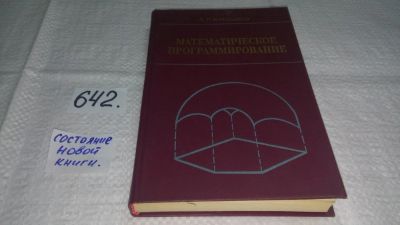 642.
СОСТОЯНИЕ
НОВОЙ
КНИГИ.
МАТЕМАТИЧЕСКОЕ
ПРОГРАММИРОВАНИЕ